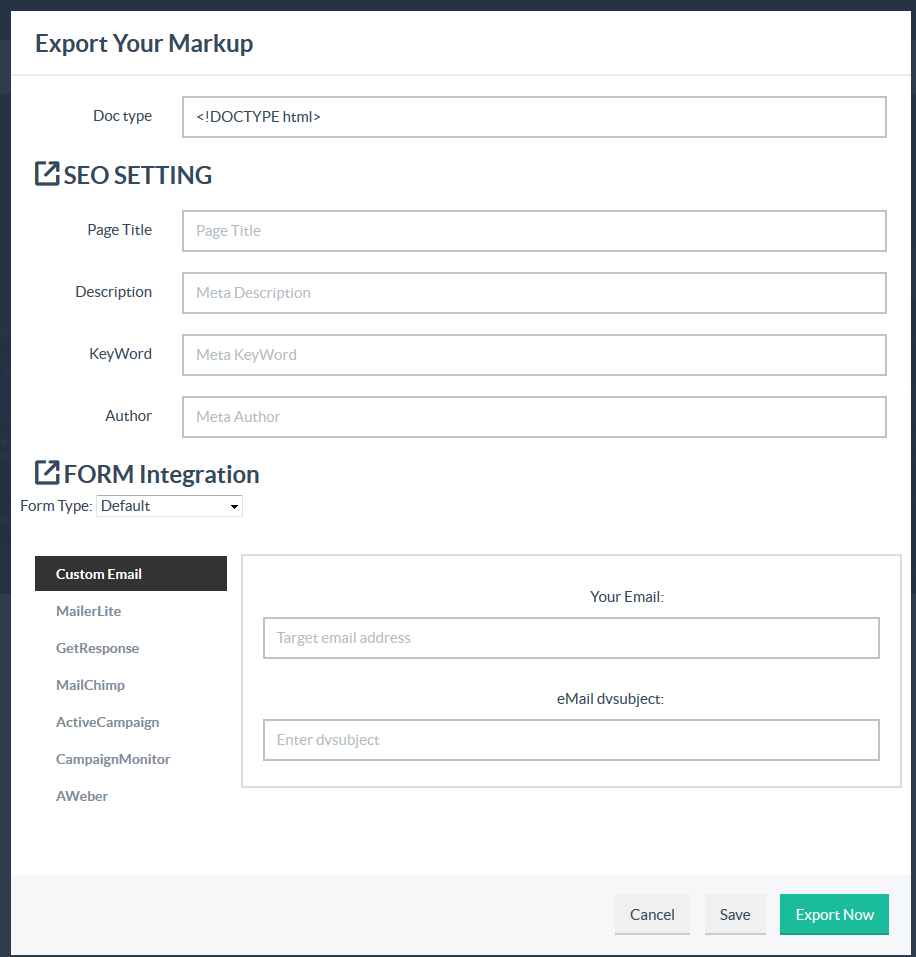 Export Your Markup
Doc type
<!DOCTYPE html>
SEO SETTING
Page Title
Page Title
Description
Meta Description
KeyWord
Meta KeyWord
Author
Meta Author
FORM Integration
Form Type: Default
Custom Email
MailerLite
GetResponse
MailChimp
ActiveCampaign
CampaignMonitor
AWeber
Your Email:
Target email address
eMail dvsubject:
Enter dvsubject
Cancel
Save
Export Now